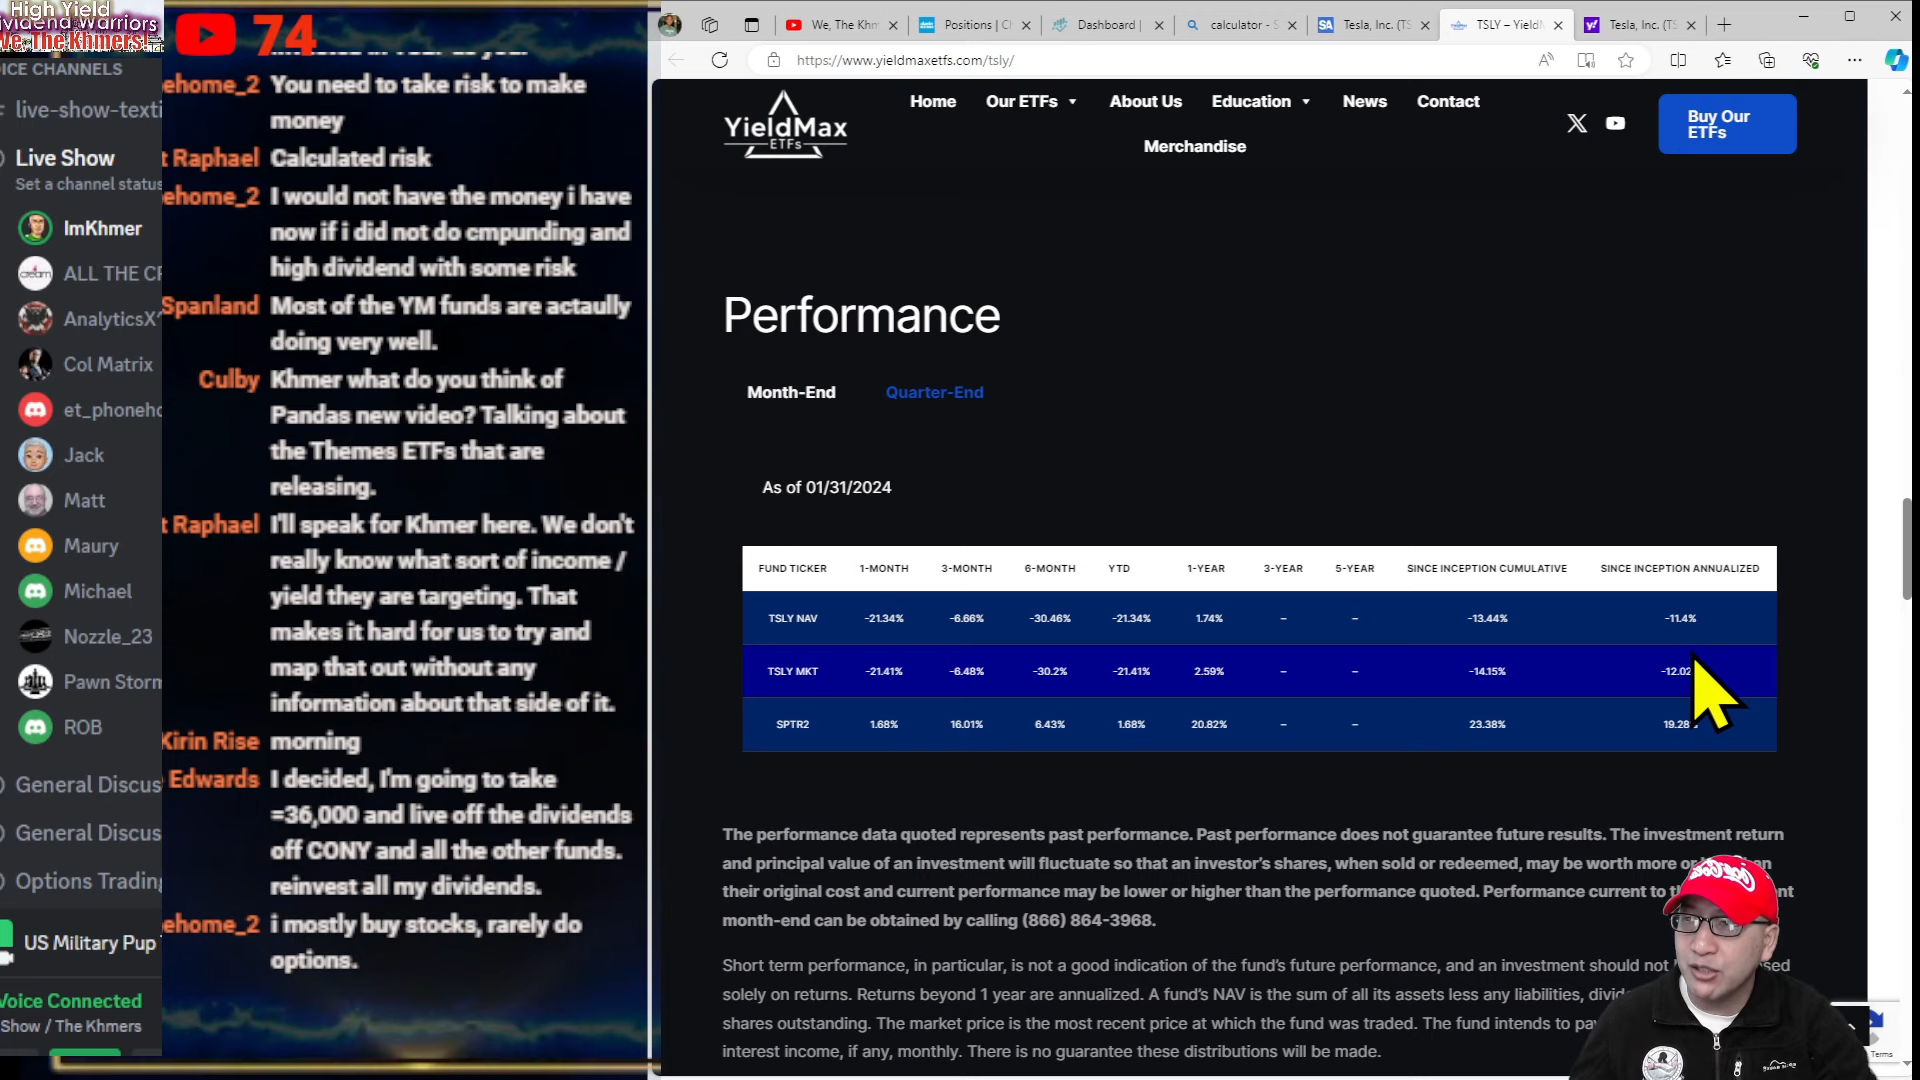 High Yield
Dividend Warriors
We, The Khmers!
VOICE CHANNELS
live-show-texti
Live Show
Set a channel status
ImKhmer
ALL THE CR
AnalyticsX
Col Matrix
et_phoneho
Jack
Matt
Maury
Michael
Nozzle_23
Pawn Storm
ROB
General Discus
General Discus
Options Trading
US Military Pup
Voice Connected
Show / The Khmers
74
ehome_2 You need to take risk to make
money
t Raphael Calculated risk
ehome_2 I would not have the money i have
now if i did not do cmpunding and
high dividend with some risk
Spanland Most of the YM funds are actaully
doing very well.
Culby Khmer what do you think of
Pandas new video? Talking about
the Themes ETFs that are
releasing.
t Raphael I'll speak for Khmer here. We don't
really know what sort of income /
yield they are targeting. That
makes it hard for us to try and
map that out without any
information about that side of it.
Kirin Rise morning
Edwards I decided, I'm going to take
=36,000 and live off the dividends
off CONY and all the other funds.
reinvest all my dividends.
ehome_2 i mostly buy stocks, rarely do
options.
We, The Khm
Positions | Ch
Dashboard |
calculator - S
Tesla, Inc. (TS
TSLY – YieldM
Tesla, Inc. (TS
https://www.yieldmaxetfs.com/tsly/
YieldMax
ETFs
Home Our ETFs About Us Education News Contact
Merchandise
Buy Our
ETFs
Performance
Month-End Quarter-End
As of 01/31/2024
FUND TICKER 1-MONTH 3-MONTH 6-MONTH YTD 1-YEAR 3-YEAR 5-YEAR SINCE INCEPTION CUMULATIVE SINCE INCEPTION ANNUALIZED
TSLY NAV -21.34% -6.66% -30.46% -21.34% 1.74% – – -13.44% -11.4%
TSLY MKT -21.41% -6.48% -30.2% -21.41% 2.59% – – -14.15% -12.02
SPTR2 1.68% 16.01% 6.43% 1.68% 20.82% – – 23.38% 19.28
The performance data quoted represents past performance. Past performance does not guarantee future results. The investment return
and principal value of an investment will fluctuate so that an investor's shares, when sold or redeemed, may be worth more or
their original cost and current performance may be lower or higher than the performance quoted. Performance current to
month-end can be obtained by calling (866) 864-3968.
Short term performance, in particular, is not a good indication of the fund's future performance, and an investment should not
solely on returns. Returns beyond 1 year are annualized. A fund's NAV is the sum of all its assets less any liabilities,
shares outstanding. The market price is the most recent price at which the fund was traded. The fund intends to
interest income, if any, monthly. There is no guarantee these distributions will be made.
Terms